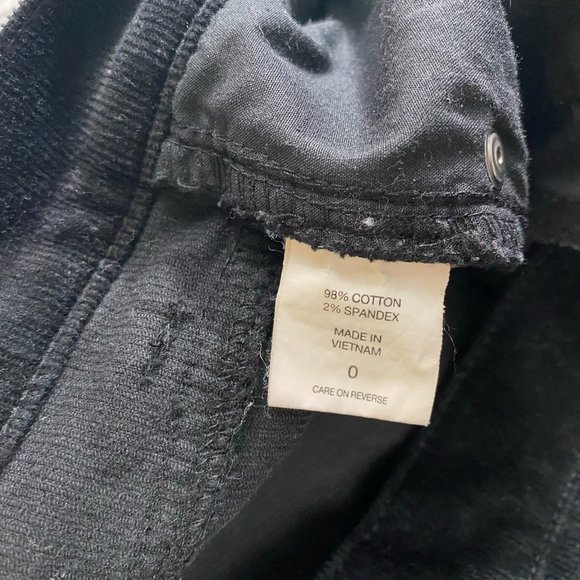 98% COTTON
2% SPANDEX
MADE IN
VIETNAM
0
CARE ON REVERSE